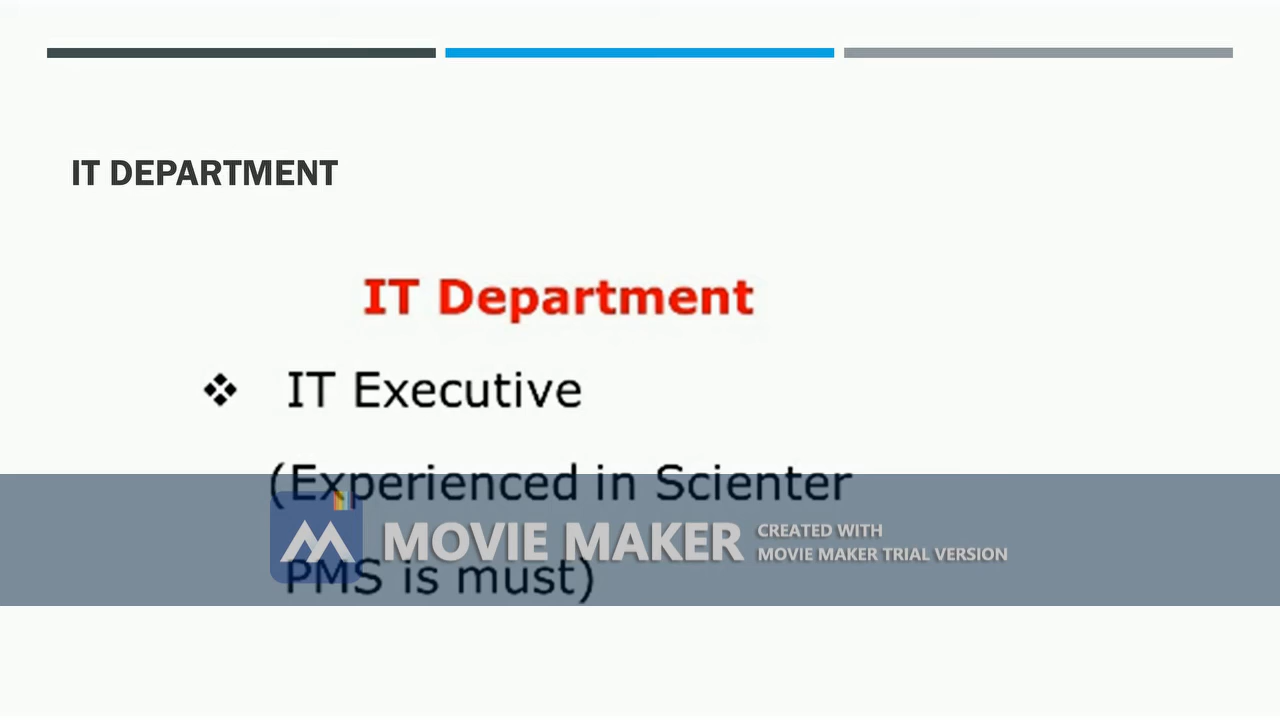 IT DEPARTMENT
IT Department
❖ IT Executive
(Experienced in Scienter
PMS is must)
MOVIE MAKER
CREATED WITH
MOVIE MAKER TRIAL VERSION